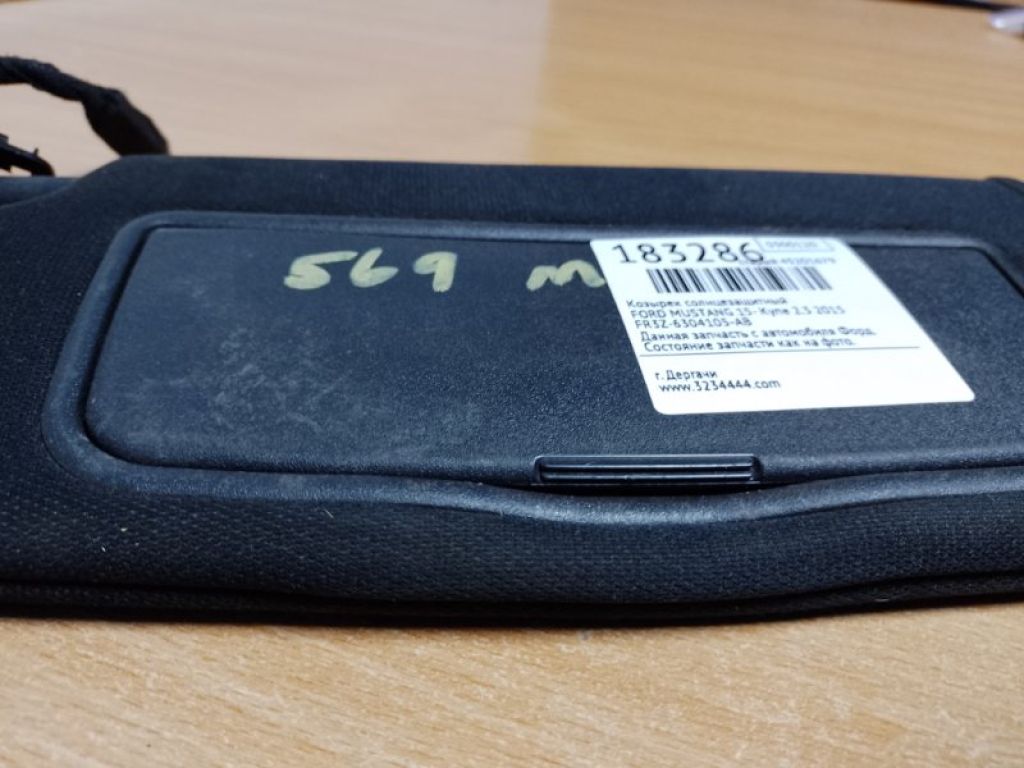 569 m
183286
Козырек солнцезащитный
FORD MUSTANG 15- Купе 2.3 2015
FR3Z-6304105-AB
Данная запчасть с автомобиля Форд.
Состояние запчасти как на фото.
г. Дергачи
www.3234444.com